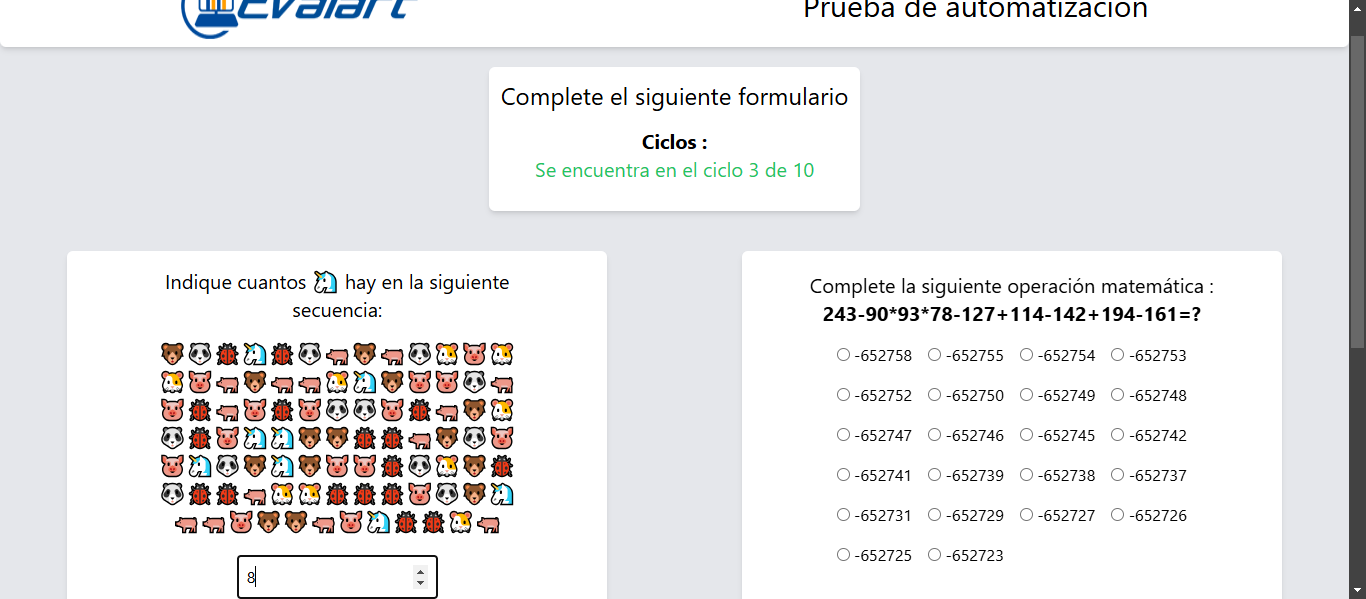 Evalart
Prueba de automatización
Complete el siguiente formulario
Ciclos :
Se encuentra en el ciclo 3 de 10
Indique cuantos 🦄 hay en la siguiente
secuencia:
8
Complete la siguiente operación matemática :
243-90*93*78-127+114-142+194-161=?
-652758 -652755 -652754 -652753
-652752 -652750 -652749 -652748
-652747 -652746 -652745 -652742
-652741 -652739 -652738 -652737
-652731 -652729 -652727 -652726
-652725 -652723